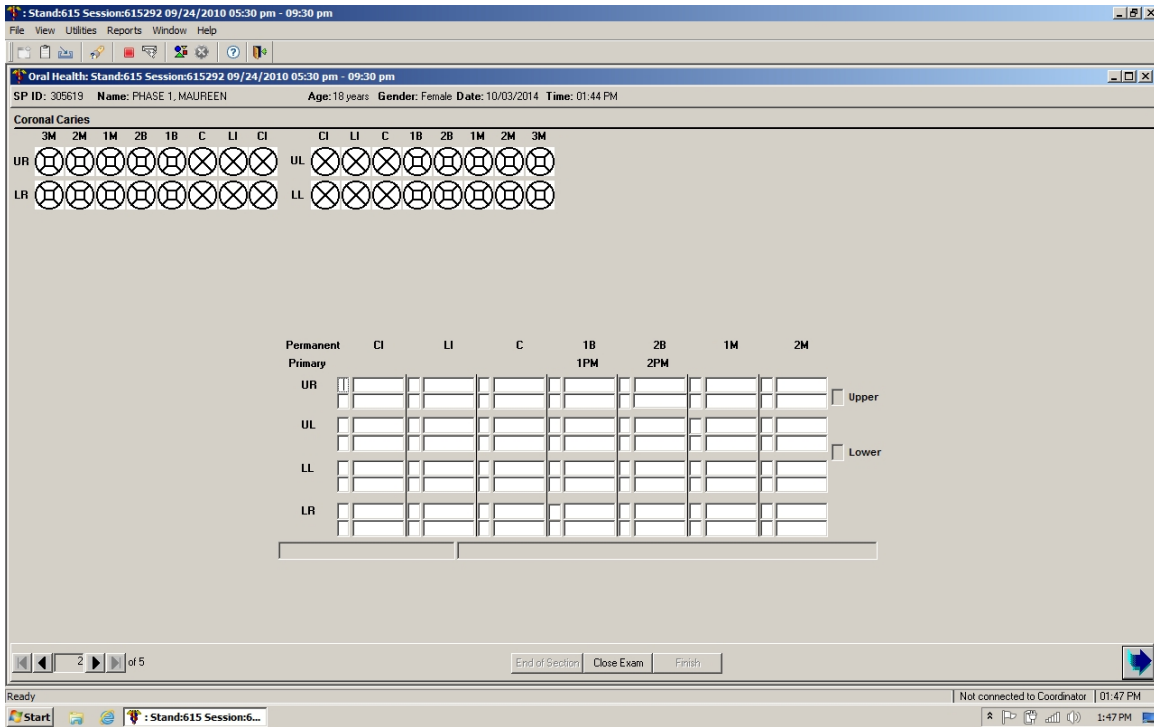 : Stand:615 Session:615292 09/24/2010 05:30 pm - 09:30 pm
File View Utilities Reports Window Help
Oral Health: Stand:615 Session:615292 09/24/2010 05:30 pm - 09:30 pm
SP ID: 305619 Name: PHASE 1, MAUREEN Age: 18 years Gender: Female Date: 10/03/2014 Time: 01:44 PM
Coronal Caries
3M 2M 1M 2B 1B C LI CI CI LI C 1B 2B 1M 2M 3M
UR UL
LR LL
Permanent CI LI C 1B 2B 1M 2M
Primary 1PM 2PM
UR
Upper
UL
Lower
LL
LR
2 of 5 End of Section Close Exam Finish
Ready Not connected to Coordinator 01:47 PM
Start : Stand:615 Session:6... 1:47 PM